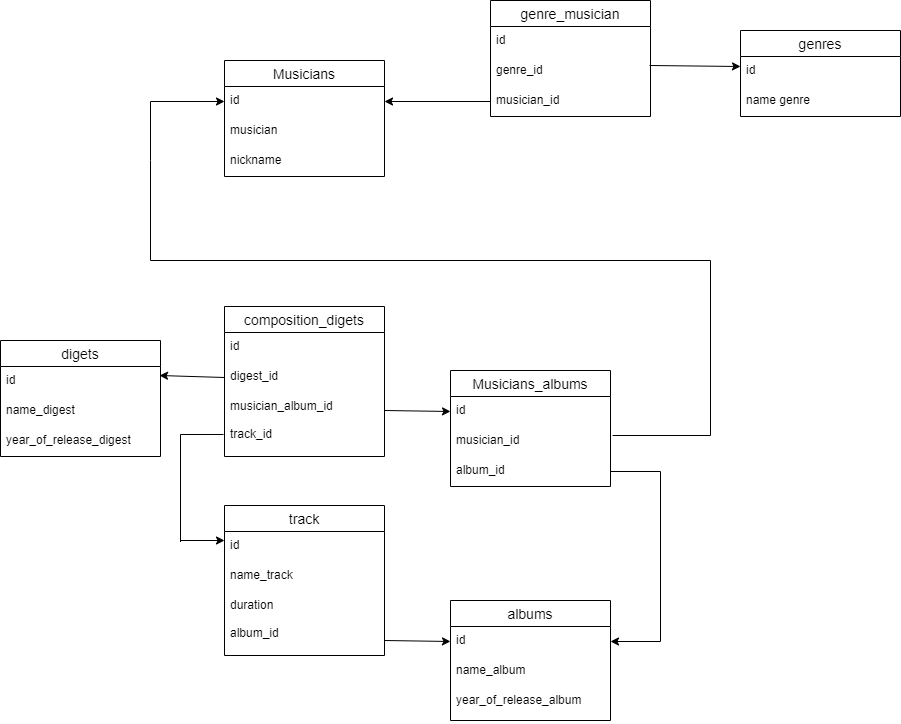 genre_musician
id
genre_id
musician_id
genres
id
name genre
Musicians
id
musician
nickname
composition_digets
id
digest_id
musician_album_id
track_id
digets
id
name_digest
year_of_release_digest
Musicians_albums
id
musician_id
album_id
track
id
name_track
duration
album_id
albums
id
name_album
year_of_release_album